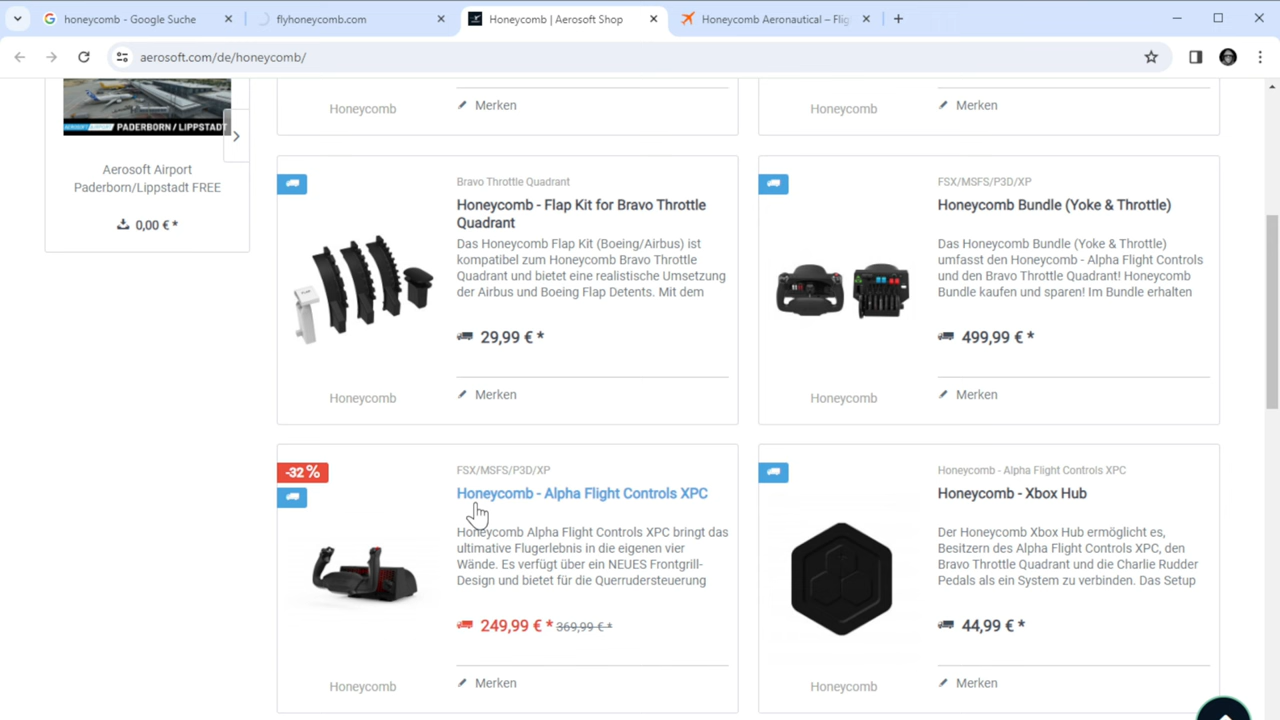 honeycomb - Google Suche
flyhoneycomb.com
Honeycomb | Aerosoft Shop
Honeycomb Aeronautical – Flig
aerosoft.com/de/honeycomb/
AEROSOFT AIRPORT PADERBORN / LIPPSTADT
Aerosoft Airport
Paderborn/Lippstadt FREE
0,00 € *
Honeycomb
Merken
Honeycomb
Merken
Bravo Throttle Quadrant
Honeycomb - Flap Kit for Bravo Throttle
Quadrant
Das Honeycomb Flap Kit (Boeing/Airbus) ist
kompatibel zum Honeycomb Bravo Throttle
Quadrant und bietet eine realistische Umsetzung
der Airbus und Boeing Flap Detents. Mit dem
29,99 € *
Honeycomb
Merken
FSX/MSFS/P3D/XP
Honeycomb Bundle (Yoke & Throttle)
Das Honeycomb Bundle (Yoke & Throttle)
umfasst den Honeycomb - Alpha Flight Controls
und den Bravo Throttle Quadrant! Honeycomb
Bundle kaufen und sparen! Im Bundle erhalten
499,99 € *
Honeycomb
Merken
-32 %
FSX/MSFS/P3D/XP
Honeycomb - Alpha Flight Controls XPC
Honeycomb Alpha Flight Controls XPC bringt das
ultimative Flugerlebnis in die eigenen vier
Wände. Es verfügt über ein NEUES Frontgrill-
Design und bietet für die Querrudersteuerung
249,99 € * 369,99 € *
Honeycomb
Merken
Honeycomb - Alpha Flight Controls XPC
Honeycomb - Xbox Hub
Der Honeycomb Xbox Hub ermöglicht es,
Besitzern des Alpha Flight Controls XPC, den
Bravo Throttle Quadrant und die Charlie Rudder
Pedals als ein System zu verbinden. Das Setup
44,99 € *
Honeycomb
Merken